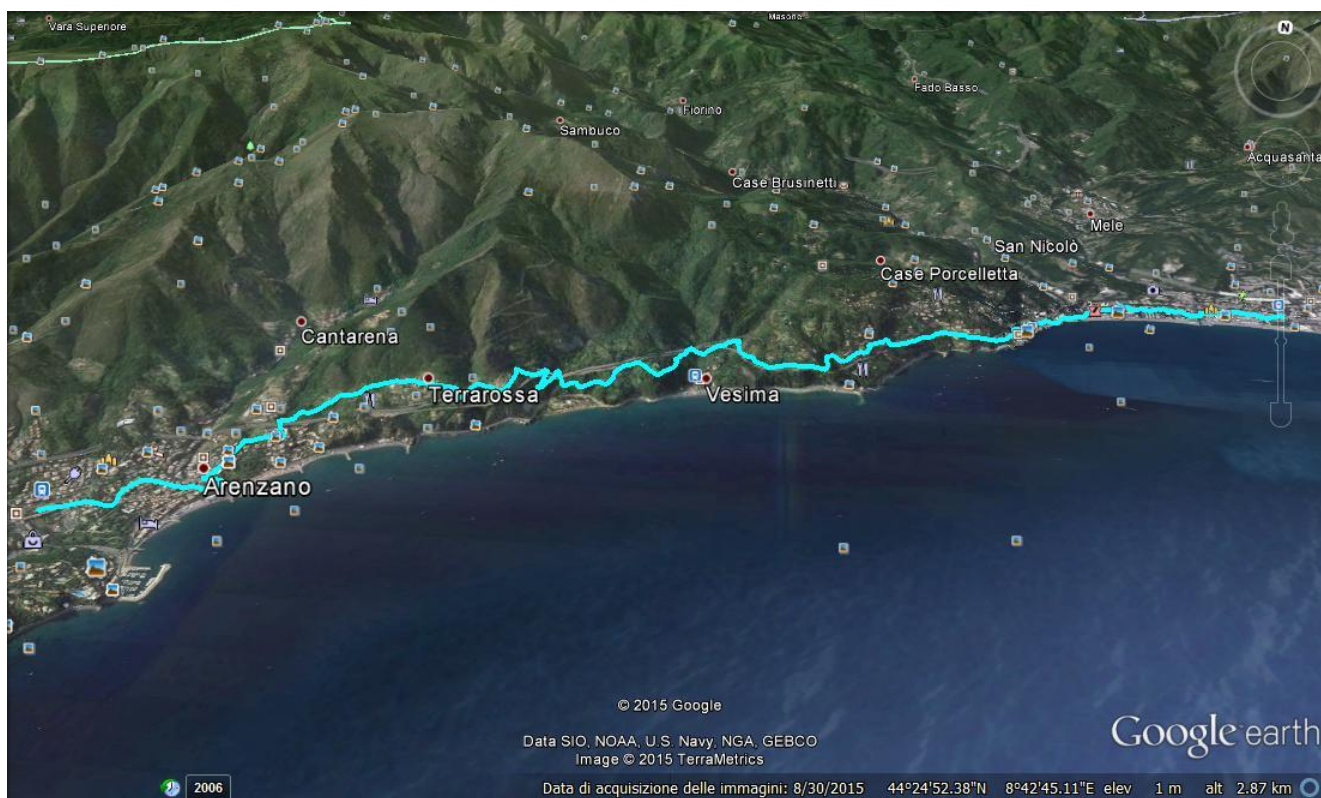 Vara Superiore
Masone
N
Fado Basso
Fiorino
Sambuco
Acquasanta
Case Brusinetti
Mele
San Nicolò
Case Porcelletta
Cantarena
Terrarossa
Vesima
Arenzano
© 2015 Google
Data SIO, NOAA, U.S. Navy, NGA, GEBCO
Image © 2015 TerraMetrics
Google earth
2006
Data di acquisizione delle immagini: 8/30/2015 44°24'52.38"N 8°42'45.11"E elev 1 m alt 2.87 km